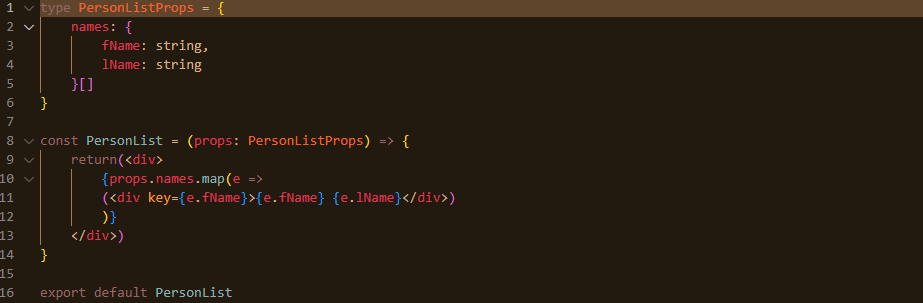 1 type PersonListProps = {
2     names: {
3         fName: string,
4         lName: string
5     }[]
6 }
7
8 const PersonList = (props: PersonListProps) => {
9     return(<div>
10         {props.names.map(e =>
11         (<div key={e.fName}>{e.fName} {e.lName}</div>)
12         )}
13     </div>)
14 }
15
16 export default PersonList